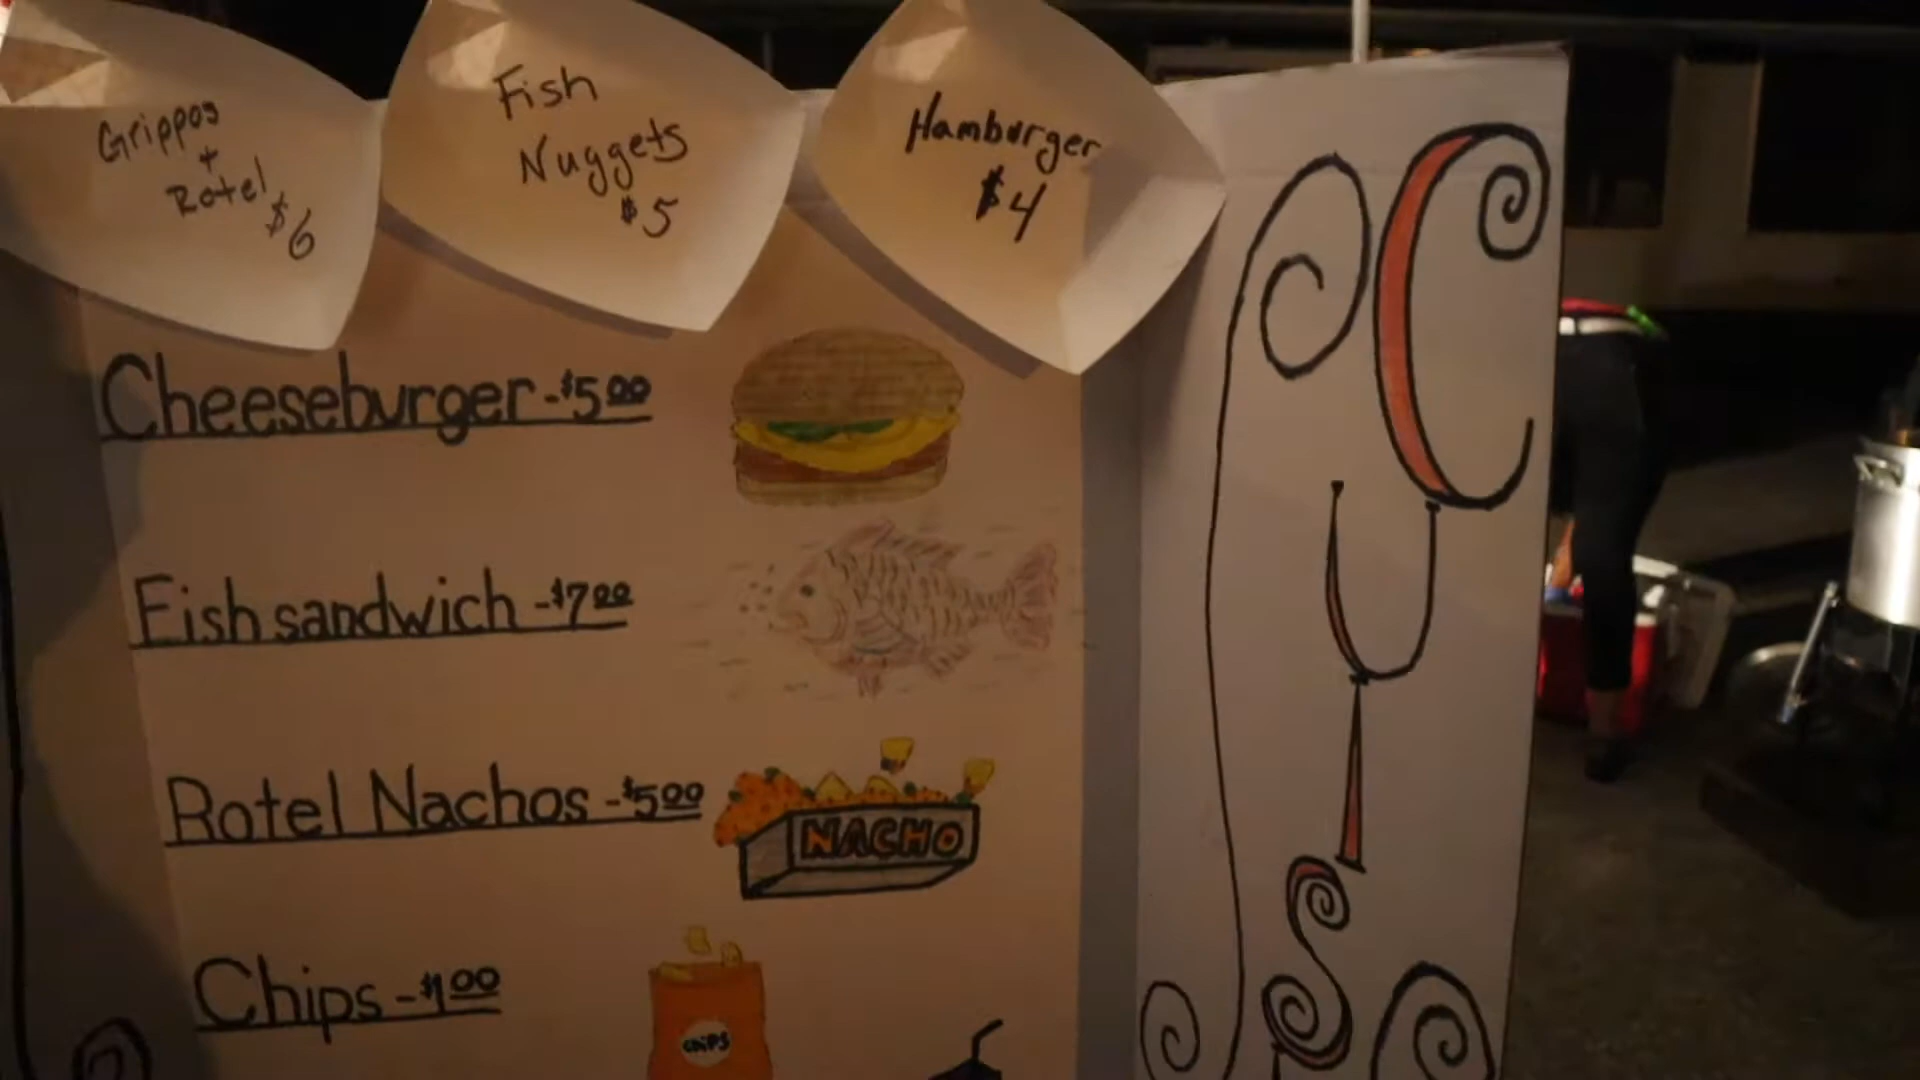 Grippos
+
Rotel
$6
Fish
Nuggets
$5
Hamburger
$4
Cheeseburger-$5.00
Fish sandwich-$7.00
Rotel Nachos-$5.00
NACHO
Chips-$1.00
CHIPS
C
Y
S